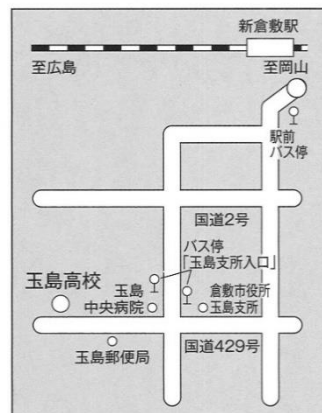 新倉敷駅
至広島
至岡山
駅前
バス停
国道2号
バス停
「玉島支所入口」
玉島高校
玉島
中央病院
倉敷市役所
玉島支所
玉島郵便局
国道429号